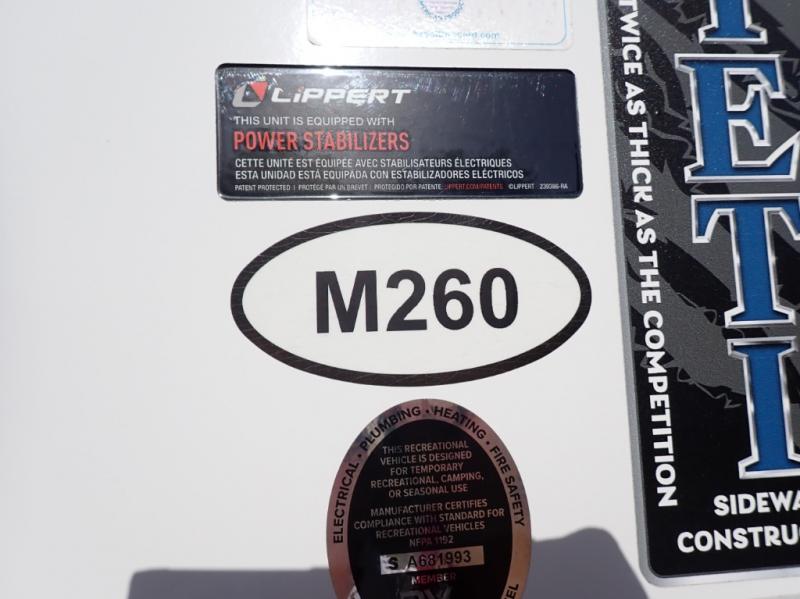 LiPPERT
THIS UNIT IS EQUIPPED WITH
POWER STABILIZERS
CETTE UNITÉ EST ÉQUIPÉE AVEC STABILISATEURS ÉLECTRIQUES
ESTA UNIDAD ESTÁ EQUIPADA CON ESTABILIZADORES ELÉCTRICOS
PATENT PROTECTED | PROTÉGÉ PAR UN BREVET | PROTEGIDO POR PATENTE LIPPERT.COM/PATENTS ©LIPPERT 239386-RA
M260
ELECTRICAL • PLUMBING • HEATING • FIRE SAFETY
THIS RECREATIONAL
VEHICLE IS DESIGNED
FOR TEMPORARY
RECREATIONAL, CAMPING,
OR SEASONAL USE
MANUFACTURER CERTIFIES
COMPLIANCE WITH STANDARD FOR
RECREATIONAL VEHICLES
NFPA 1192
S A681993
MEMBER
TWICE AS THICK AS THE COMPETITION
ETI